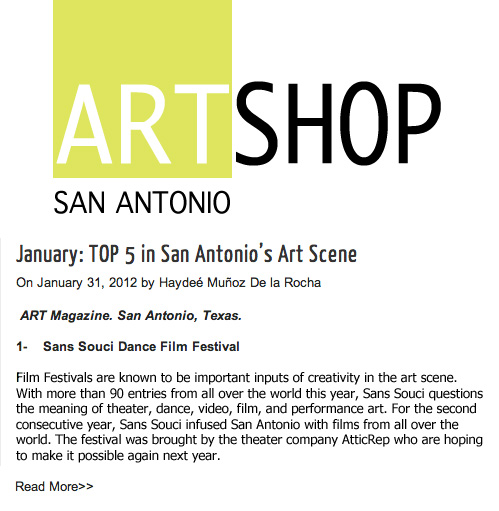 ARTSHOP
SAN ANTONIO
January: TOP 5 in San Antonio's Art Scene
On January 31, 2012 by Haydeé Muñoz De la Rocha
ART Magazine. San Antonio, Texas.
1- Sans Souci Dance Film Festival
Film Festivals are known to be important inputs of creativity in the art scene.
With more than 90 entries from all over the world this year, Sans Souci questions
the meaning of theater, dance, video, film, and performance art. For the second
consecutive year, Sans Souci infused San Antonio with films from all over the
world. The festival was brought by the theater company AtticRep who are hoping
to make it possible again next year.
Read More>>